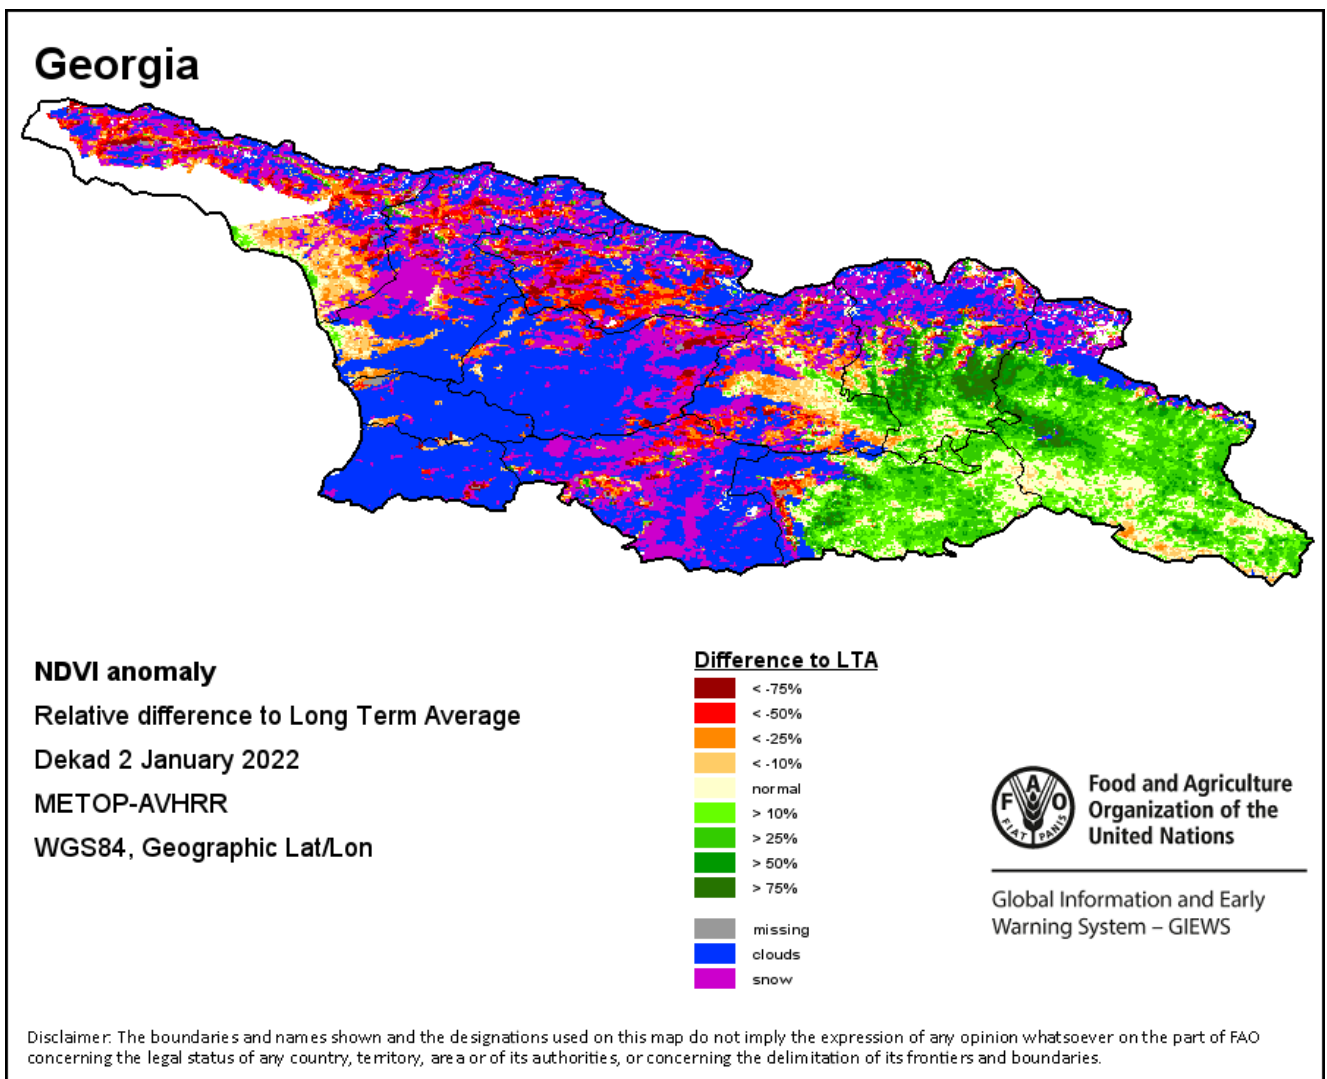 Georgia
NDVI anomaly
Relative difference to Long Term Average
Dekad 2 January 2022
METOP-AVHRR
WGS84, Geographic Lat/Lon
Difference to LTA
< -75%
< -50%
< -25%
< -10%
normal
> 10%
> 25%
> 50%
> 75%
missing
clouds
snow
F A O
FIAT PANIS
Food and Agriculture
Organization of the
United Nations
Global Information and Early
Warning System – GIEWS
Disclaimer: The boundaries and names shown and the designations used on this map do not imply the expression of any opinion whatsoever on the part of FAO
concerning the legal status of any country, territory, area or of its authorities, or concerning the delimitation of its frontiers and boundaries.